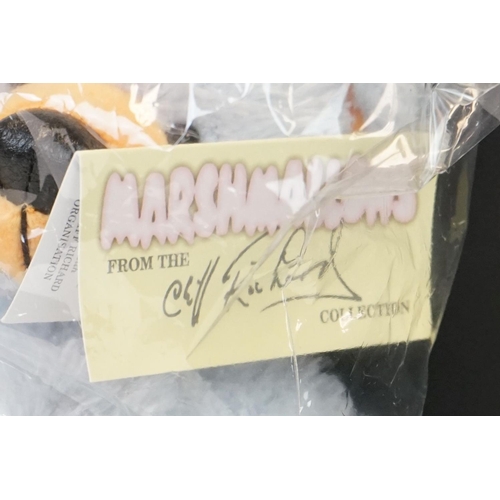 MARSHMALLOWS
FROM THE
Cliff Richard
COLLECTION
RICHARD
ORGANISATION